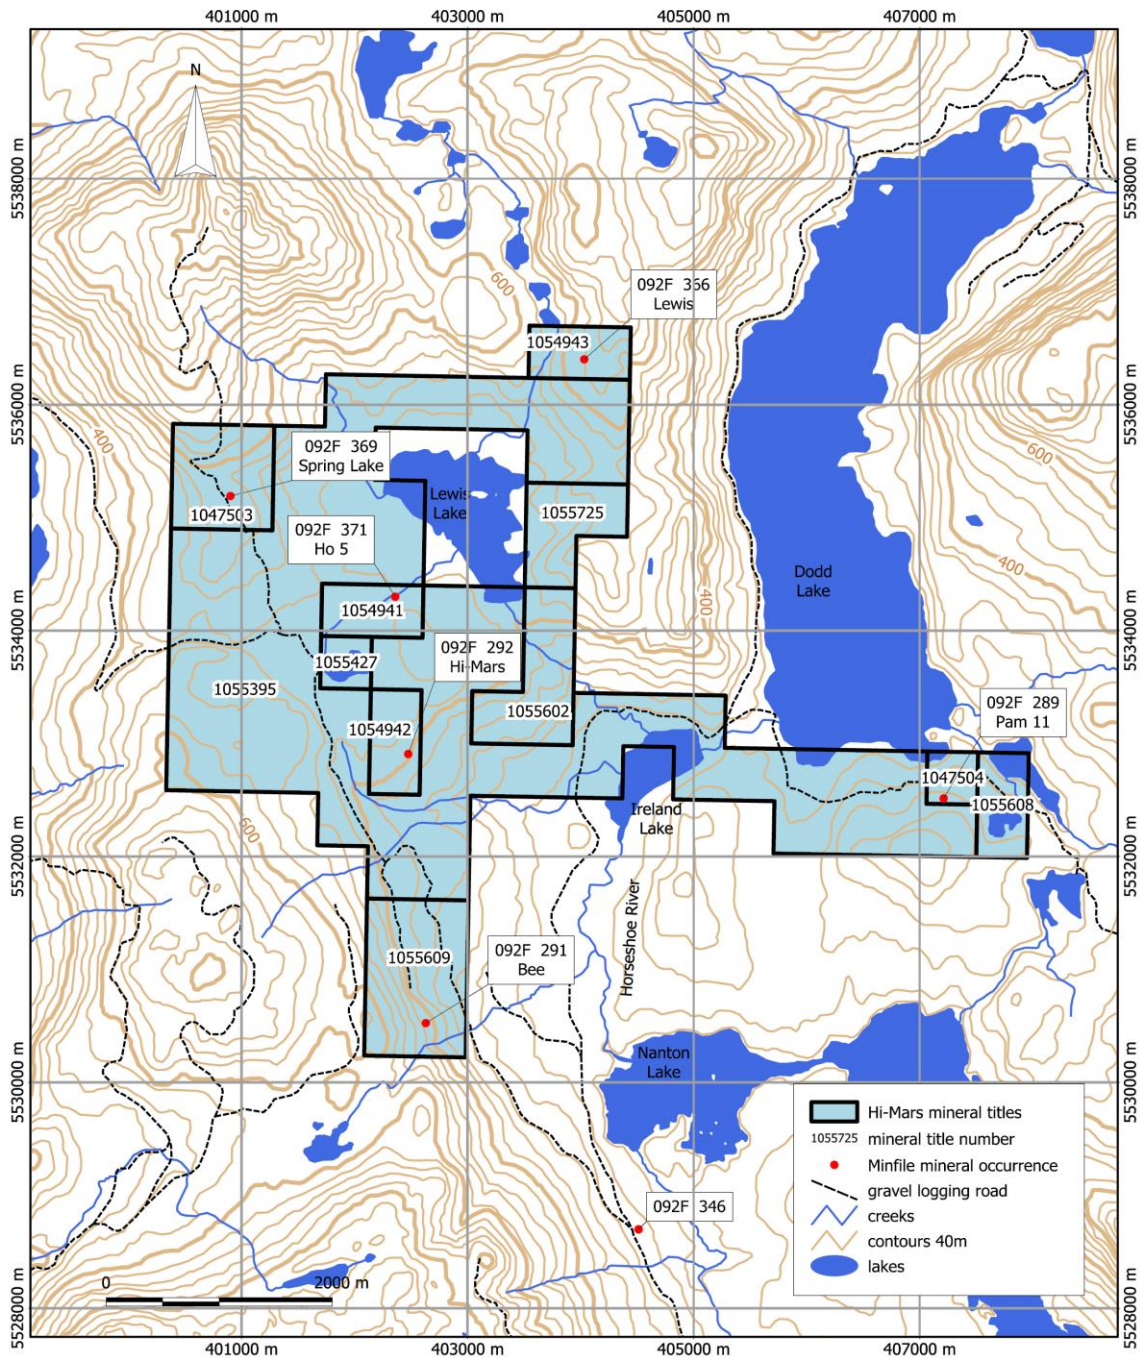 401000 m
403000 m
405000 m
407000 m
N
5538000 m
5538000 m
600
092F 366
Lewis
1054943
5536000 m
5536000 m
400
092F 369
Spring Lake
600
Lewis
Lake
1047503
1055725
092F 371
Ho 5
400
Dodd
Lake
400
1054941
5534000 m
5534000 m
092F 292
Hi-Mars
1055427
1055395
092F 289
Pam 11
1055602
1054942
1047504
1055608
Ireland
Lake
600
5532000 m
5532000 m
Horseshoe River
092F 291
Bee
1055609
Nanton
Lake
5530000 m
5530000 m
Hi-Mars mineral titles
1055725
mineral title number
Minfile mineral occurrence
gravel logging road
creeks
contours 40m
lakes
092F 346
0
2000 m
5528000 m
5528000 m
401000 m
403000 m
405000 m
407000 m